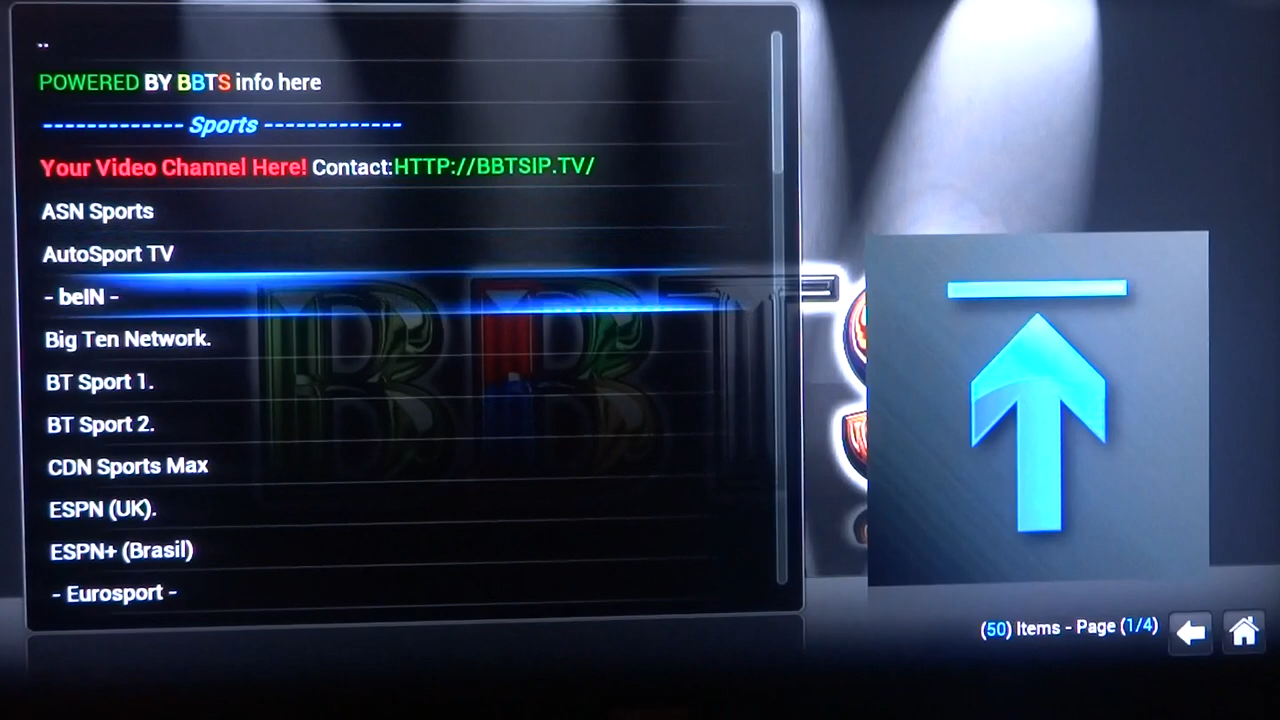 ..
POWERED BY BBTS info here
------------- Sports -------------
Your Video Channel Here! Contact:HTTP://BBTSIP.TV/
ASN Sports
AutoSport TV
- beIN -
Big Ten Network.
BT Sport 1.
BT Sport 2.
CDN Sports Max
ESPN (UK).
ESPN+ (Brasil)
- Eurosport -
BBTS
(50) Items - Page (1/4)